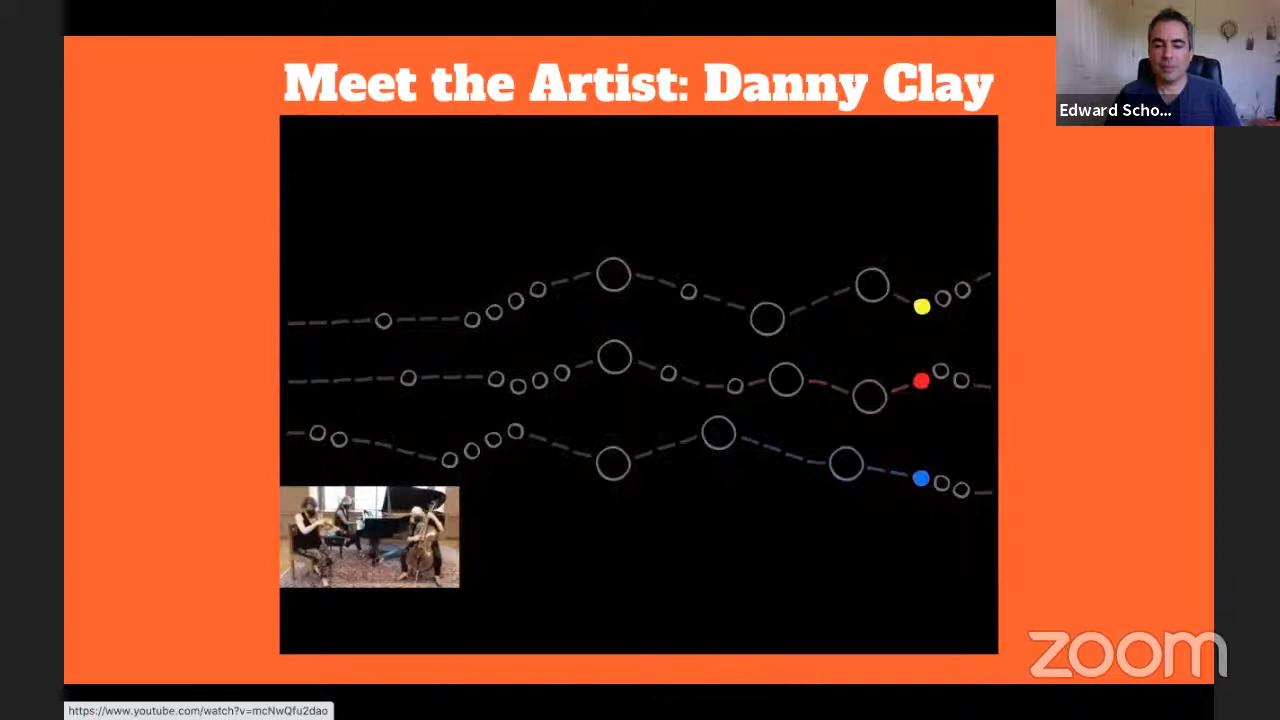 Meet the Artist: Danny Clay
Edward Scho...
zoom
https://www.youtube.com/watch?v=mcNwQfu2dao